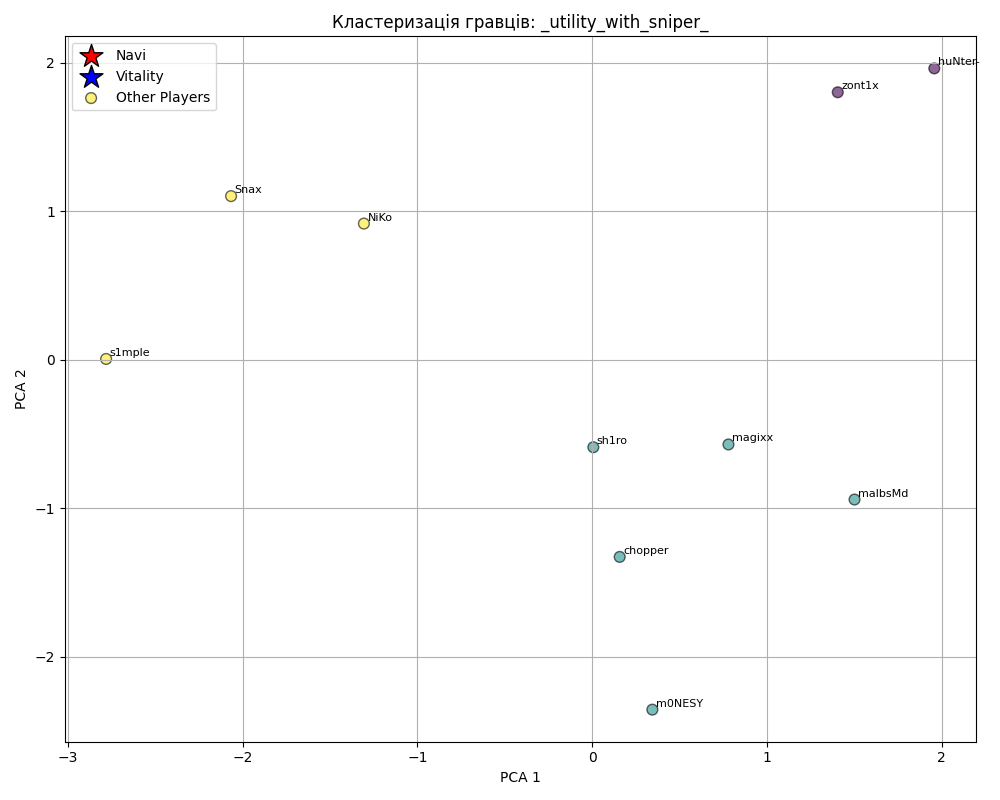 Кластеризація гравців: _utility_with_sniper_
Navi
Vitality
Other Players
huNter-
zont1x
Snax
NiKo
s1mple
sh1ro
magixx
malbsMd
chopper
m0NESY
2
1
0
−1
−2
PCA 2
−3
−2
−1
0
1
2
PCA 1